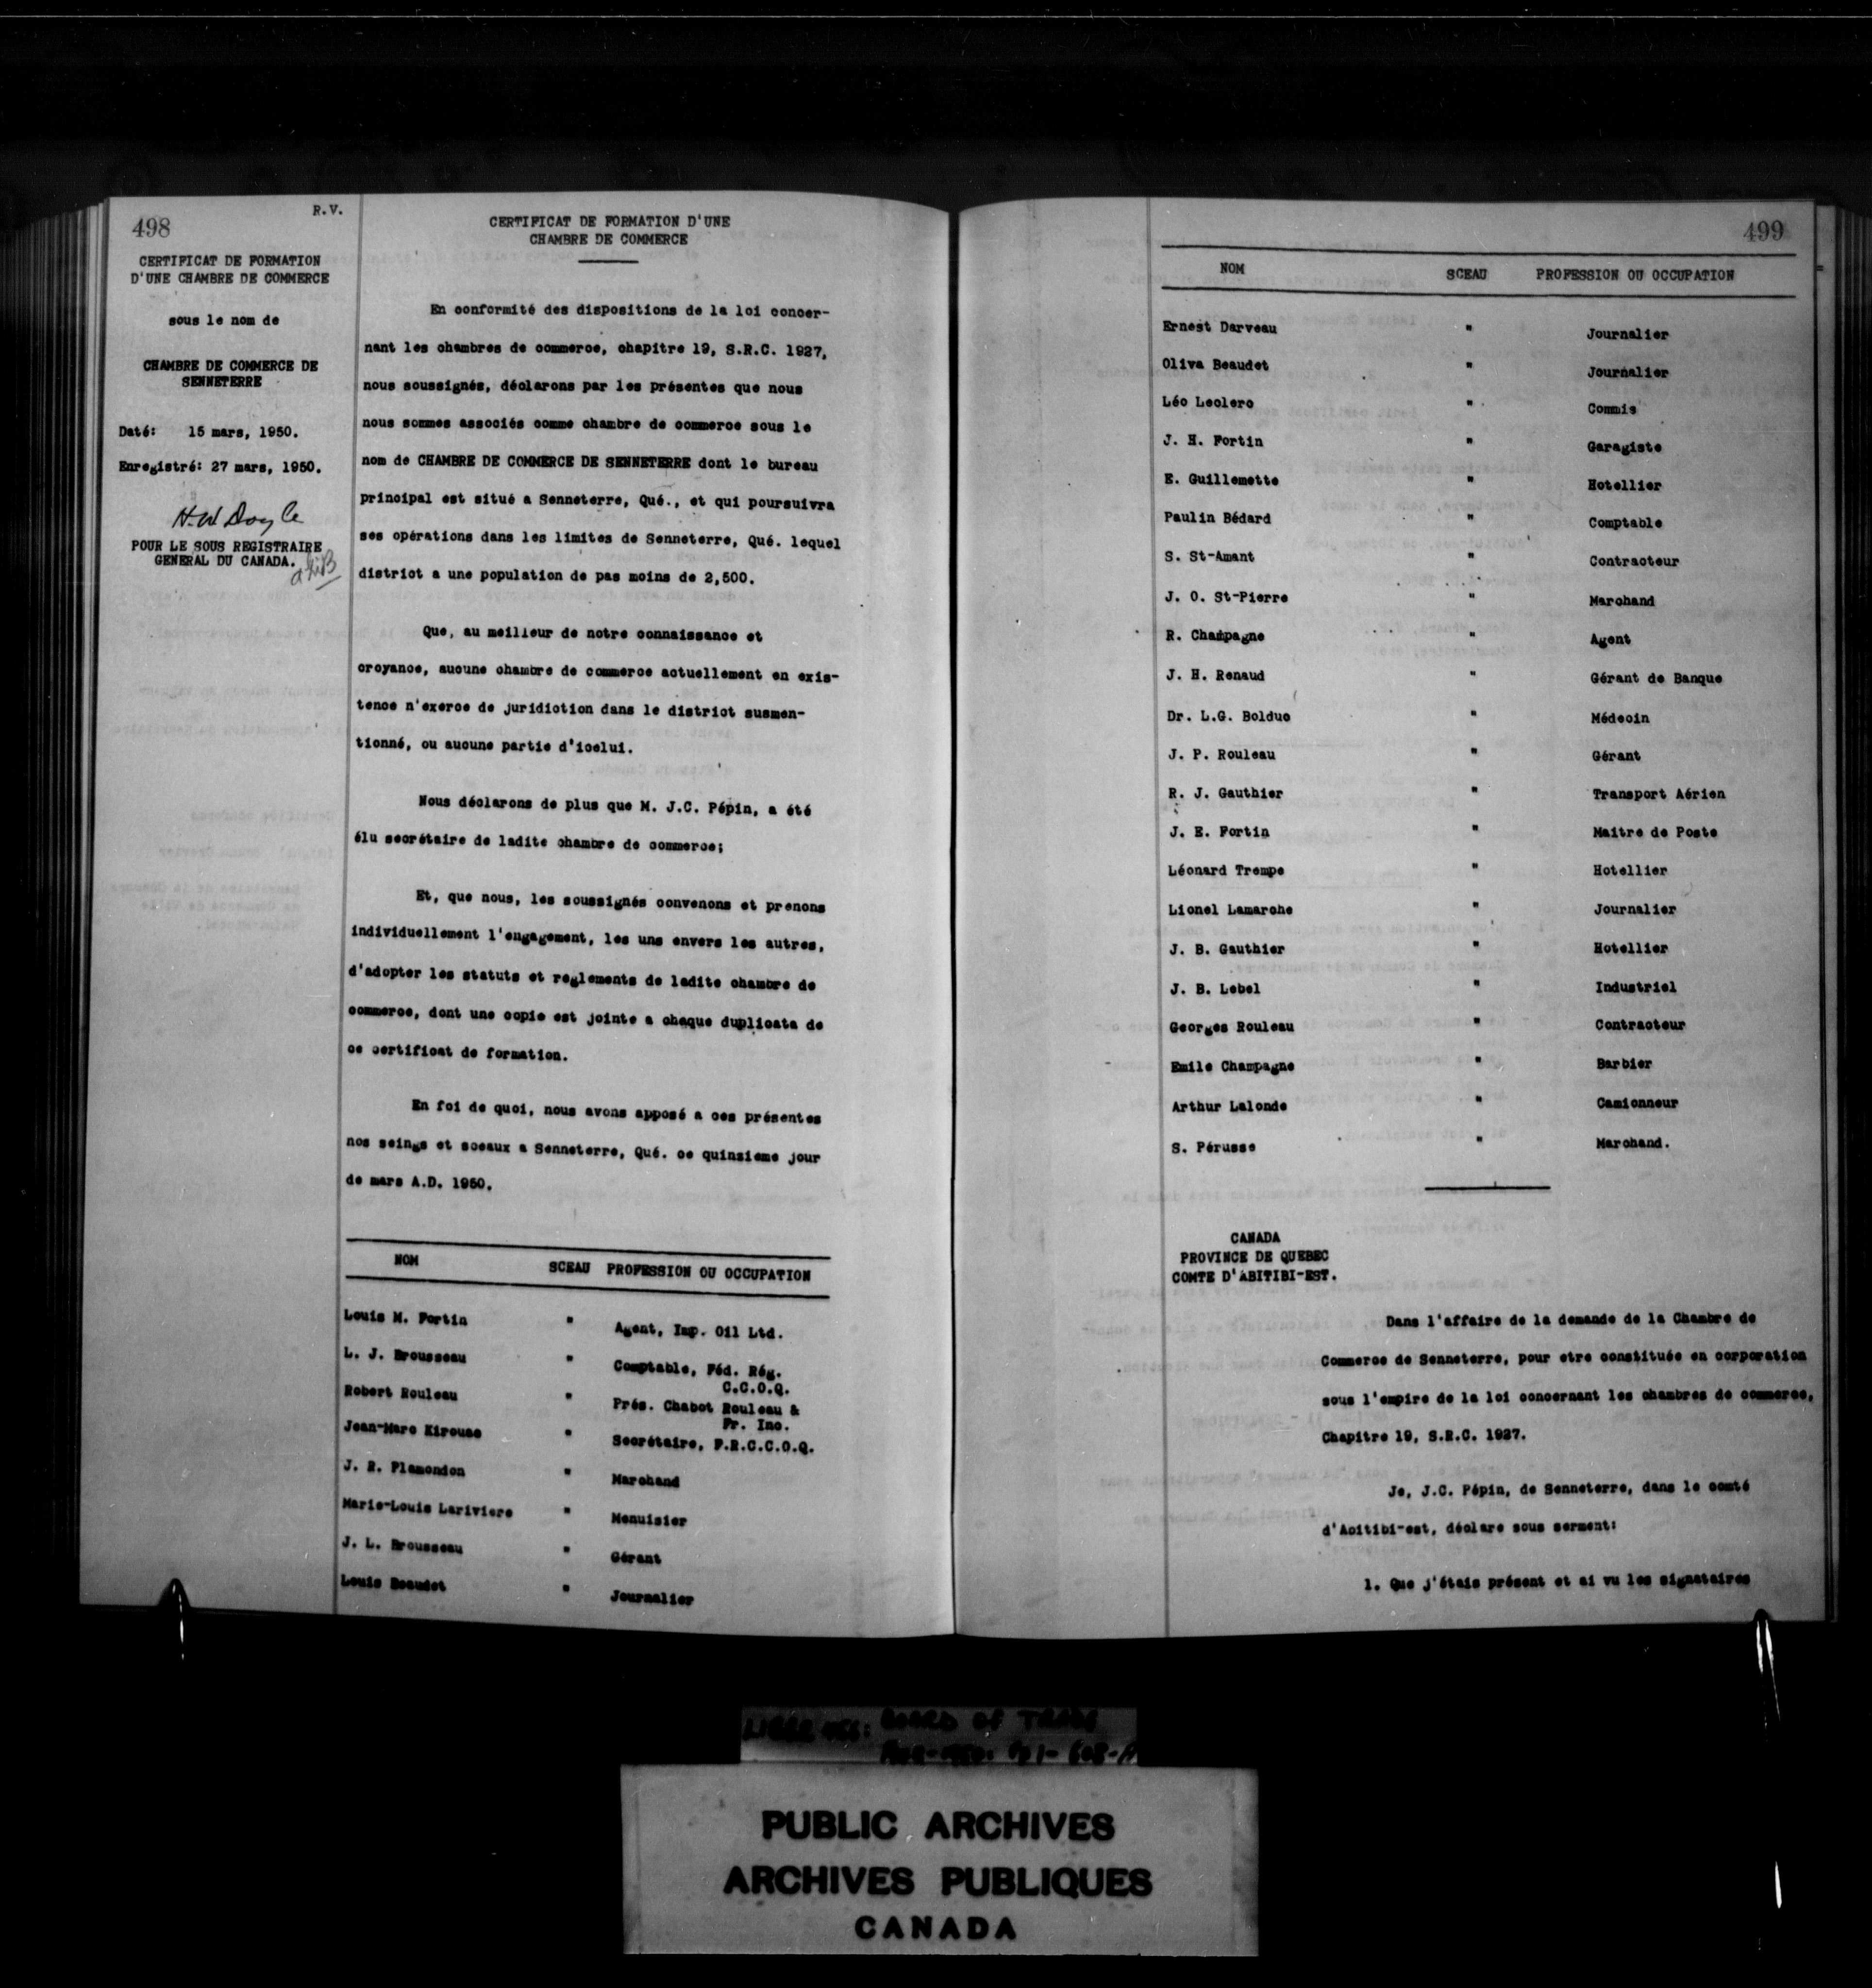 498
R.V.
CERTIFICAT DE FORMATION
D'UNE CHAMBRE DE COMMERCE
sous le nom de
CHAMBRE DE COMMERCE DE
SENNETERRE
Daté: 15 mars, 1950.
Enregistré: 27 mars, 1950.
H.W Doyle
POUR LE SOUS REGISTRAIRE
GENERAL DU CANADA.
CERTIFICAT DE FORMATION D'UNE
CHAMBRE DE COMMERCE
En conformité des dispositions de la loi concer-
nant les chambres de commerce, chapitre 19, S.R.C. 1927,
nous soussignés, déclarons par les présentes que nous
nous sommes associés comme chambre de commerce sous le
nom de CHAMBRE DE COMMERCE DE SENNETERRE dont le bureau
principal est situé a Senneterre, Qué., et qui poursuivra
ses opérations dans les limites de Senneterre, Qué. lequel
district a une population de pas moins de 2,500.
Que, au meilleur de notre connaissance et
croyance, aucune chambre de commerce actuellement en exis-
tence n'exerce de juridiction dans le district susmen-
tionné, ou aucune partie d'icelui.
Nous déclarons de plus que M. J.C. Pépin, a été
élu secrétaire de ladite chambre de commerce;
Et, que nous, les soussignés convenons et prenons
individuellement l'engagement, les uns envers les autres,
d'adopter les statuts et reglements de ladite chambre de
commerce, dont une copie est jointe a chaque duplicata de
ce certificat de formation.
En foi de quoi, nous avons apposé a ces présentes
nos seings et sceaux a Senneterre, Qué. ce quinzieme jour
de mars A.D. 1950.
NOM SCEAU PROFESSION OU OCCUPATION
Louis M. Fortin " Agent, Imp. Oil Ltd.
L. J. Brousseau " Comptable, Féd. Rég.
C.C.O.Q.
Robert Rouleau " Prés. Chabot Rouleau &
Fr. Inc.
Jean-Marc Kirouac " Secrétaire, F.R.C.C.O.Q.
J. R. Plamondon " Marchand
Marie-Louis Lariviere " Menuisier
J. L. Brousseau " Gérant
Louis Beaudet " Journalier
499
NOM SCEAU PROFESSION OU OCCUPATION
Ernest Darveau " Journalier
Oliva Beaudet " Journalier
Léo Leclerc " Commis
J. H. Fortin " Garagiste
E. Guillemette " Hotellier
Paulin Bédard " Comptable
S. St-Amant " Contracteur
J. O. St-Pierre " Marchand
R. Champagne " Agent
J. H. Renaud " Gérant de Banque
Dr. L.G. Bolduc " Médecin
J. P. Rouleau " Gérant
R. J. Gauthier " Transport Aérien
J. E. Fortin " Maitre de Poste
Léonard Trempe " Hotellier
Lionel Lamarche " Journalier
J. B. Gauthier " Hotellier
J. B. Lebel " Industriel
Georges Rouleau " Contracteur
Emile Champagne " Barbier
Arthur Lalonde " Camionneur
S. Pérusse " Marchand.
CANADA
PROVINCE DE QUEBEC
COMTE D'ABITIBI-EST.
Dans l'affaire de la demande de la Chambre de
Commerce de Senneterre, pour etre constituée en corporation
sous l'empire de la loi concernant les chambres de commerce,
Chapitre 19, S.R.C. 1927.
Je, J.C. Pépin, de Senneterre, dans le comté
d'Abitibi-est, déclare sous serment:
1. Que j'étais présent et ai vu les signataires
BOARD OF TRADE
PUBLIC ARCHIVES
ARCHIVES PUBLIQUES
CANADA